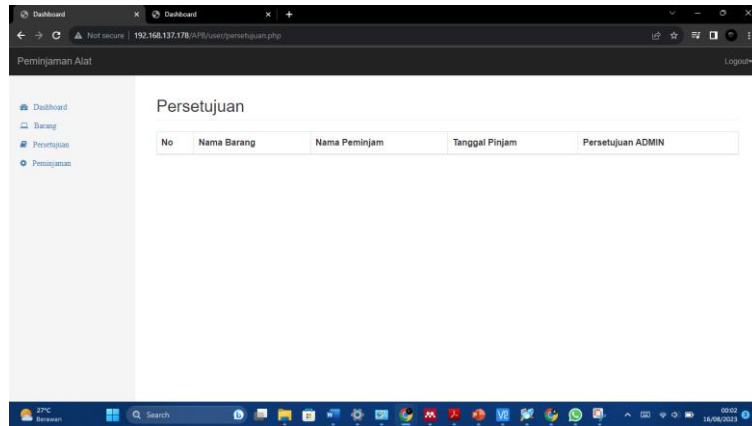 Dashboard
Dashboard
Not secure | 192.168.137.178/APB/user/persetujuan.php
Peminjaman Alat
Logout
Dashboard
Barang
Persetujuan
Peminjaman
Persetujuan
No Nama Barang Nama Peminjam Tanggal Pinjam Persetujuan ADMIN
27°C
Berawan
Search
00:02
16/08/2023